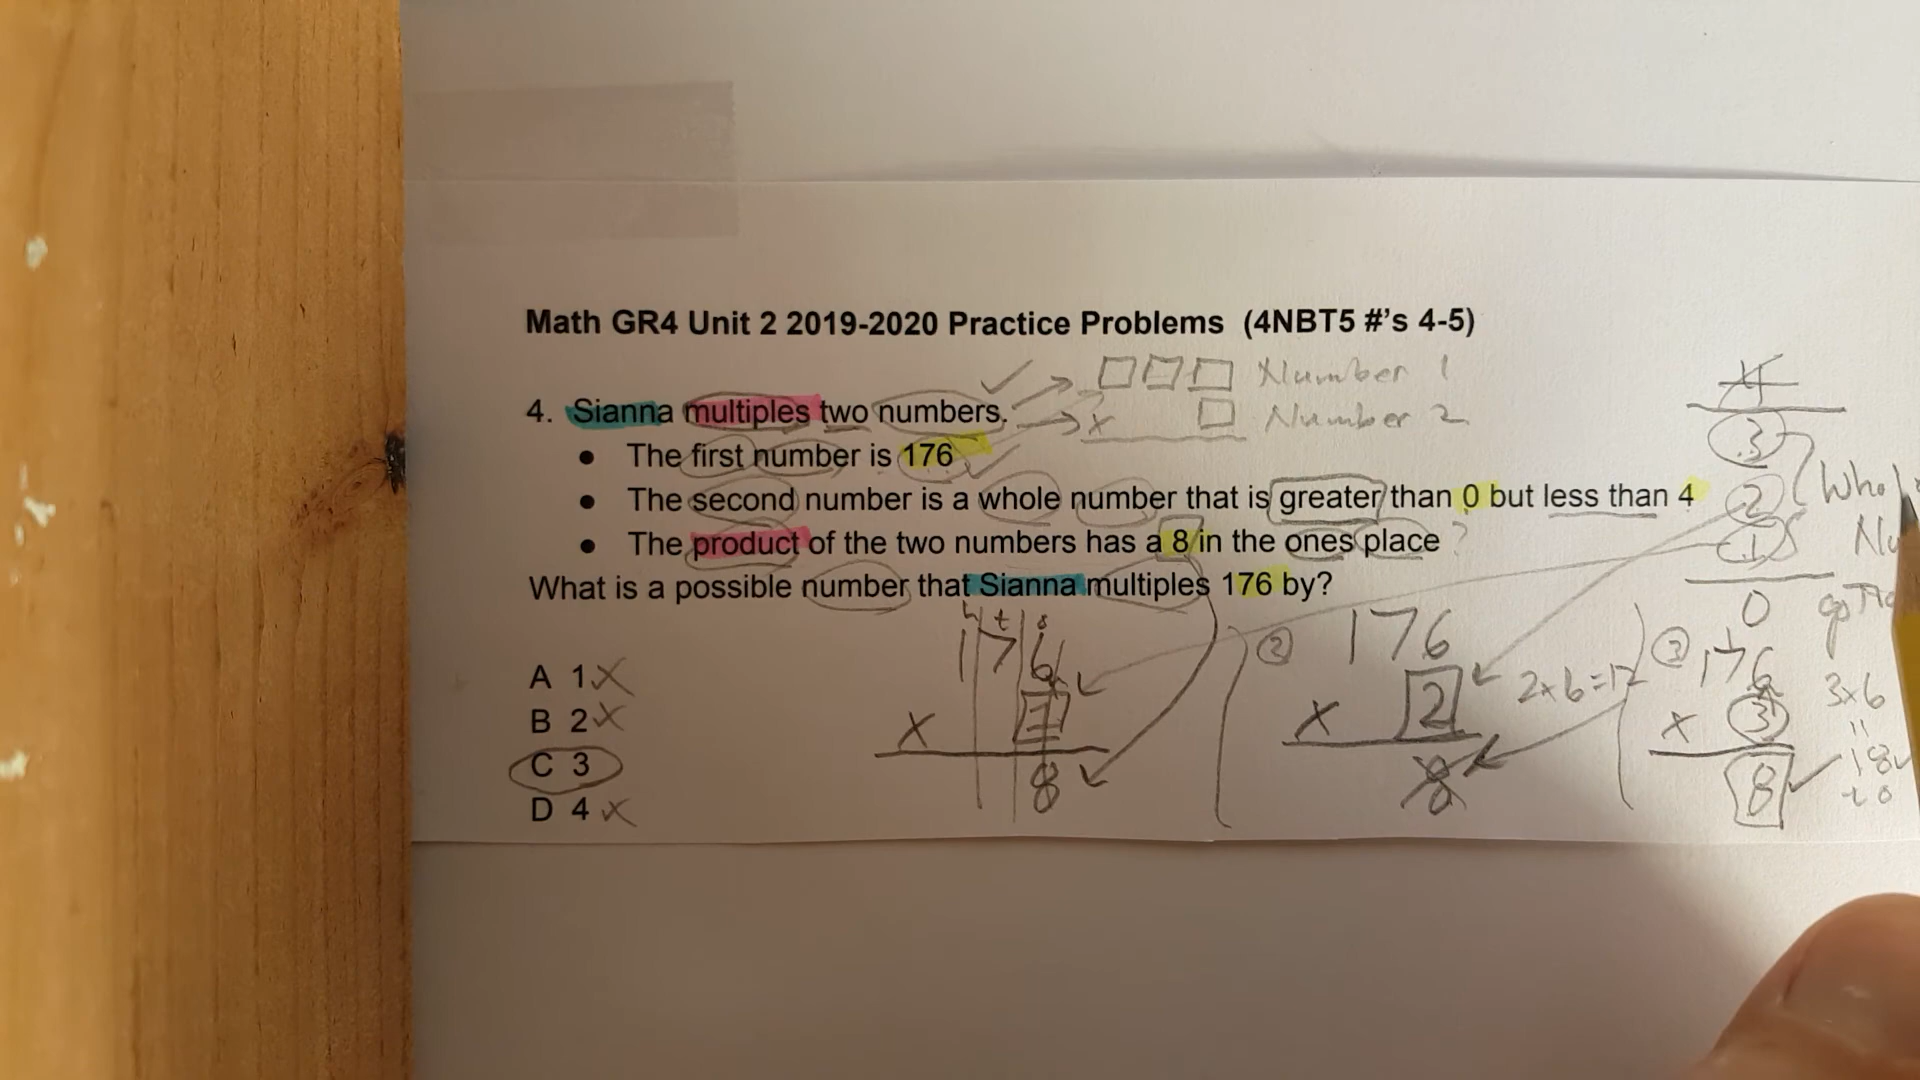 Math GR4 Unit 2 2019-2020 Practice Problems (4NBT5 #'s 4-5)
Number 1
4. Sianna multiples two numbers.
x Number 2
● The first number is 176
● The second number is a whole number that is greater than 0 but less than 4
● The product of the two numbers has a 8 in the ones place ?
What is a possible number that Sianna multiples 176 by?
4
3
2
1
0
h t o
176
x 1
8
2 176
x 2
8
2x6=12
3 176
x 3
8
3x6
"
18
A 1 X
B 2 X
C 3
D 4 X